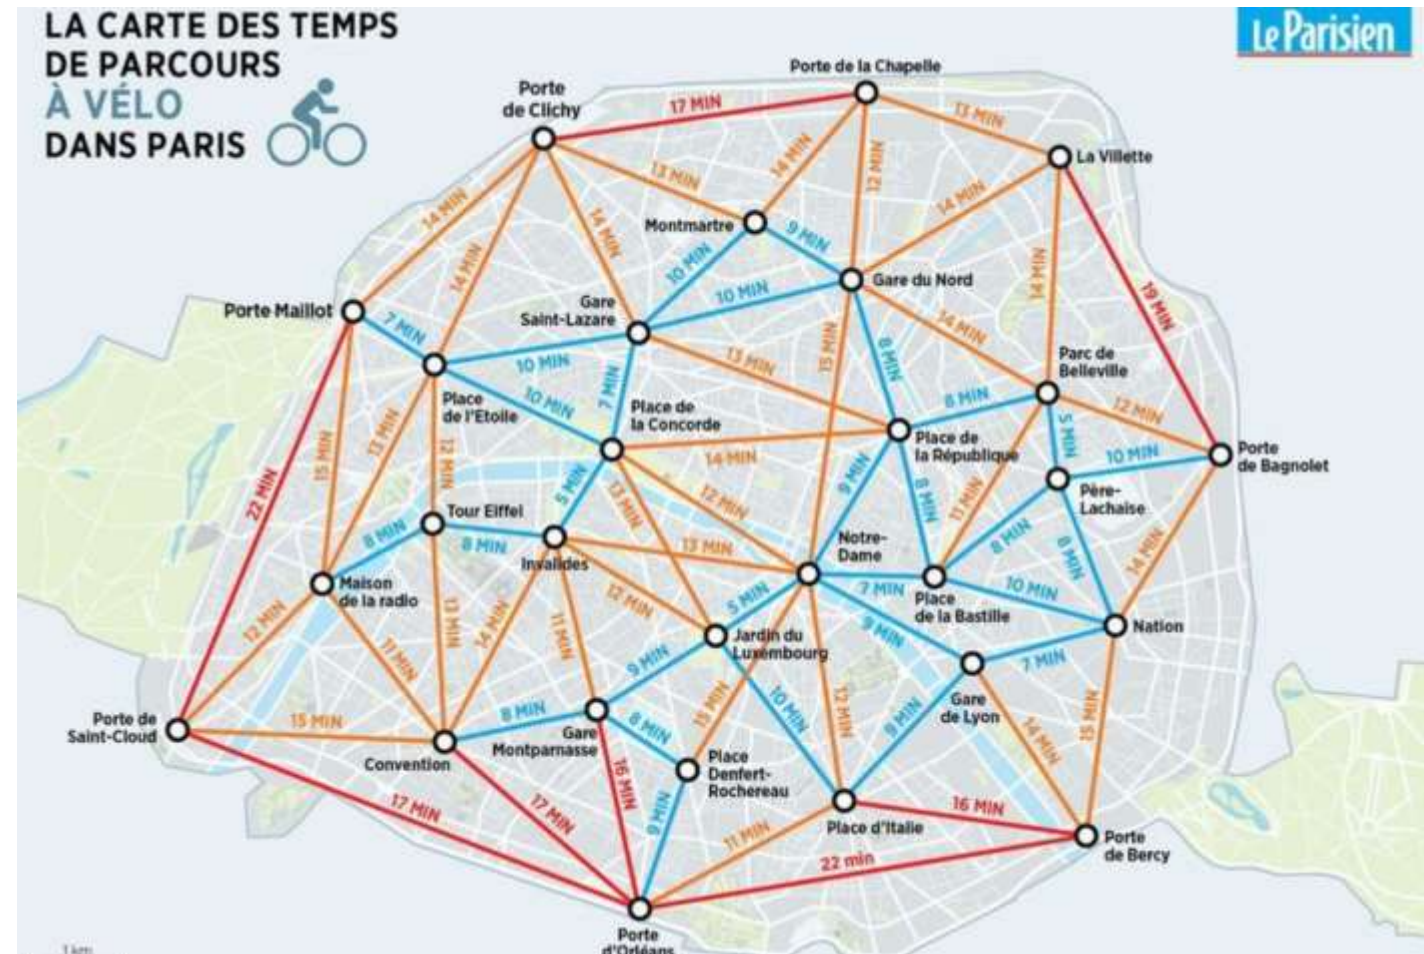 LA CARTE DES TEMPS
DE PARCOURS
À VÉLO
DANS PARIS
Le Parisien
Porte de la Chapelle
Porte
de Clichy
17 MIN
13 MIN
La Villette
14 MIN
12 MIN
13 MIN
14 MIN
14 MIN
14 MIN
14 MIN
Montmartre
9 MIN
10 MIN
Gare du Nord
14 MIN
19 MIN
10 MIN
Porte Maillot
7 MIN
Gare
Saint-Lazare
14 MIN
15 MIN
8 MIN
13 MIN
10 MIN
7 MIN
Parc de
Belleville
Place
de l'Etoile
10 MIN
Place de
la Concorde
8 MIN
12 MIN
5 MIN
13 MIN
12 MIN
15 MIN
14 MIN
Place de
la République
10 MIN
Porte
de Bagnolet
22 MIN
5 MIN
13 MIN
12 MIN
9 MIN
8 MIN
11 MIN
Père-
Lachaise
Tour Eiffel
8 MIN
8 MIN
Invalides
13 MIN
Notre-
Dame
8 MIN
8 MIN
14 MIN
Maison
de la radio
12 MIN
13 MIN
14 MIN
11 MIN
12 MIN
5 MIN
7 MIN
Place
de la Bastille
10 MIN
Nation
11 MIN
Jardin du
Luxembourg
9 MIN
7 MIN
9 MIN
Gare
de Lyon
Porte de
Saint-Cloud
15 MIN
Convention
8 MIN
Gare
Montparnasse
8 MIN
15 MIN
10 MIN
12 MIN
9 MIN
14 MIN
15 MIN
Place
Denfert-
Rochereau
16 MIN
17 MIN
17 MIN
9 MIN
11 MIN
Place d'Italie
16 MIN
Porte
de Bercy
22 min
Porte
d'Orléans
1 km